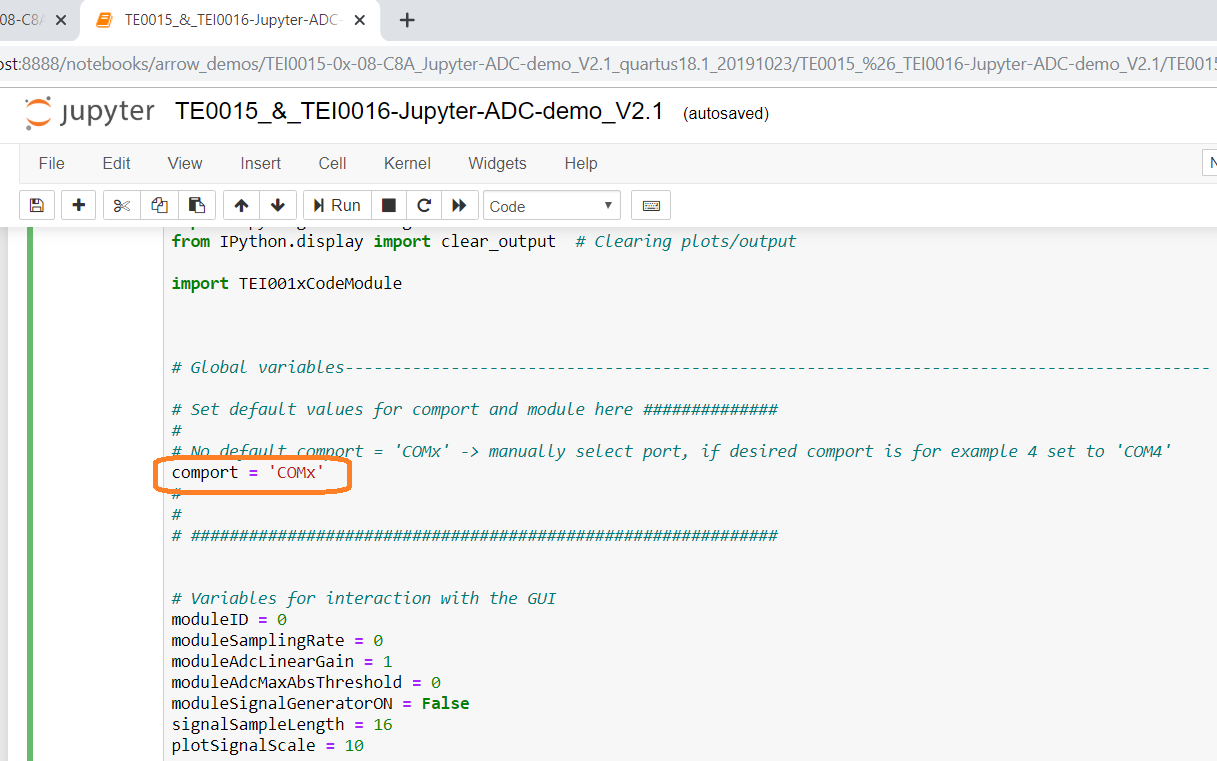 08-C8A
TE0015_&_TEI0016-Jupyter-ADC-
ost:8888/notebooks/arrow_demos/TEI0015-0x-08-C8A_Jupyter-ADC-demo_V2.1_quartus18.1_20191023/TE0015_%26_TEI0016-Jupyter-ADC-demo_V2.1/TE0015
jupyter TE0015_&_TEI0016-Jupyter-ADC-demo_V2.1 (autosaved)
File Edit View Insert Cell Kernel Widgets Help
Run Code
from IPython.display import clear_output  # Clearing plots/output
import TEI001xCodeModule
# Global variables------------------------------------------------------------------------------------------
# Set default values for comport and module here ##############
#
# No default comport = 'COMx' -> manually select port, if desired comport is for example 4 set to 'COM4'
comport = 'COMx'
#
#
# #############################################################
# Variables for interaction with the GUI
moduleID = 0
moduleSamplingRate = 0
moduleAdcLinearGain = 1
moduleAdcMaxAbsThreshold = 0
moduleSignalGeneratorON = False
signalSampleLength = 16
plotSignalScale = 10